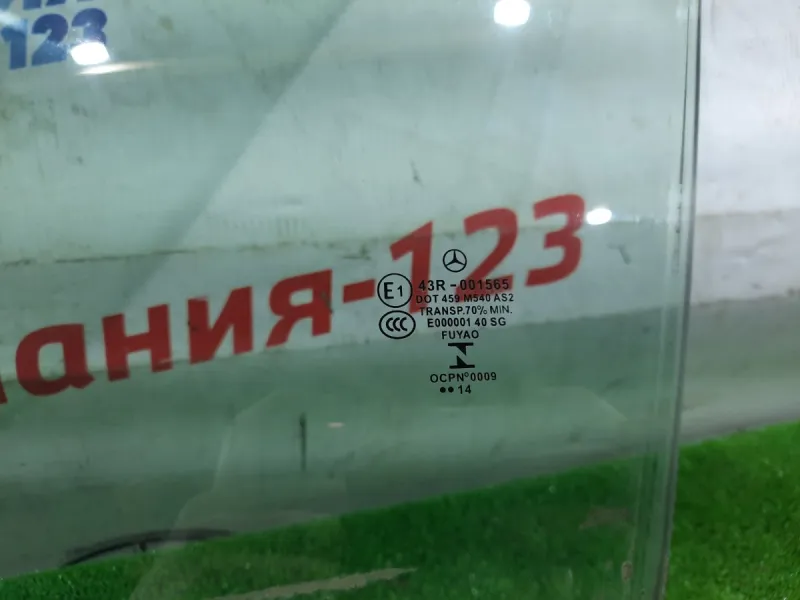 123
ания-123
E1
43R-001565
DOT 459 M540 AS2
TRANSP.70% MIN.
CCC
E000001 40 SG
FUYAO
OCPN°0009
●●14